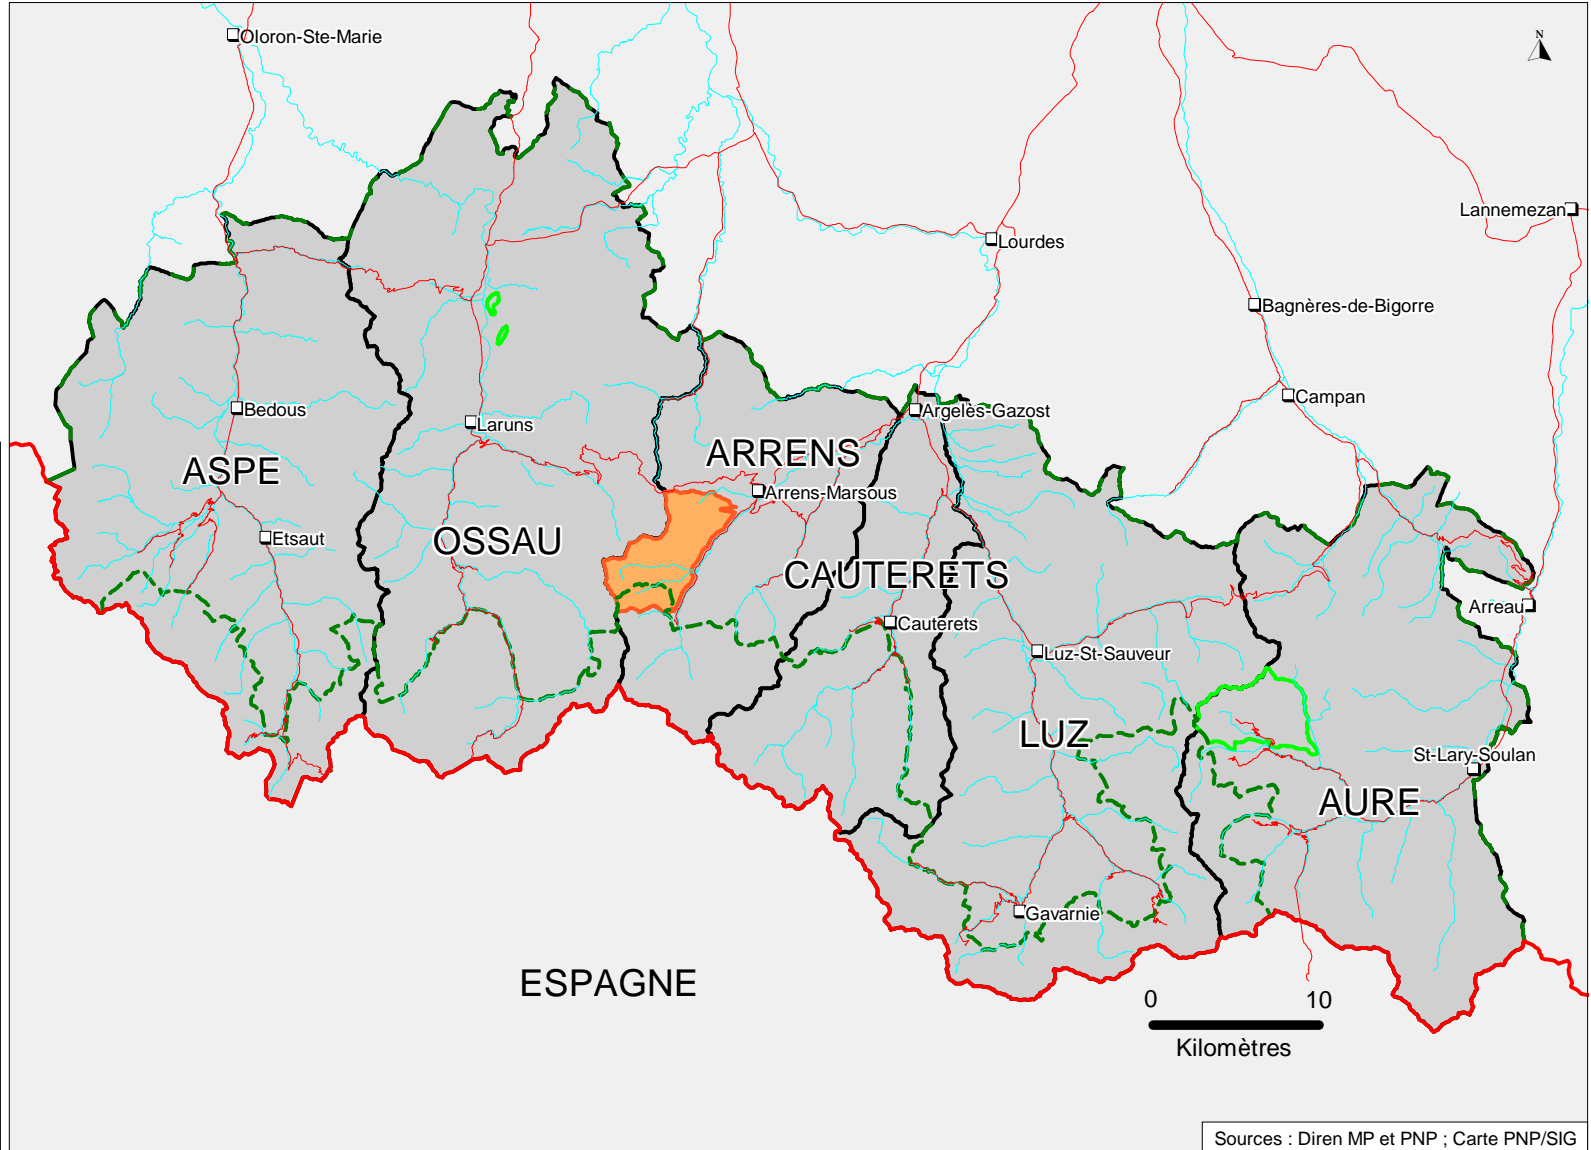 N
Oloron-Ste-Marie
Lannemezan
Lourdes
Bagnères-de-Bigorre
Campan
Bedous
Argelès-Gazost
Laruns
ARRENS
ASPE
Arrens-Marsous
Etsaut
OSSAU
CAUTERETS
Arreau
Cauterets
Luz-St-Sauveur
LUZ
St-Lary-Soulan
AURE
Gavarnie
ESPAGNE
0 10
Kilomètres
Sources : Diren MP et PNP ; Carte PNP/SIG